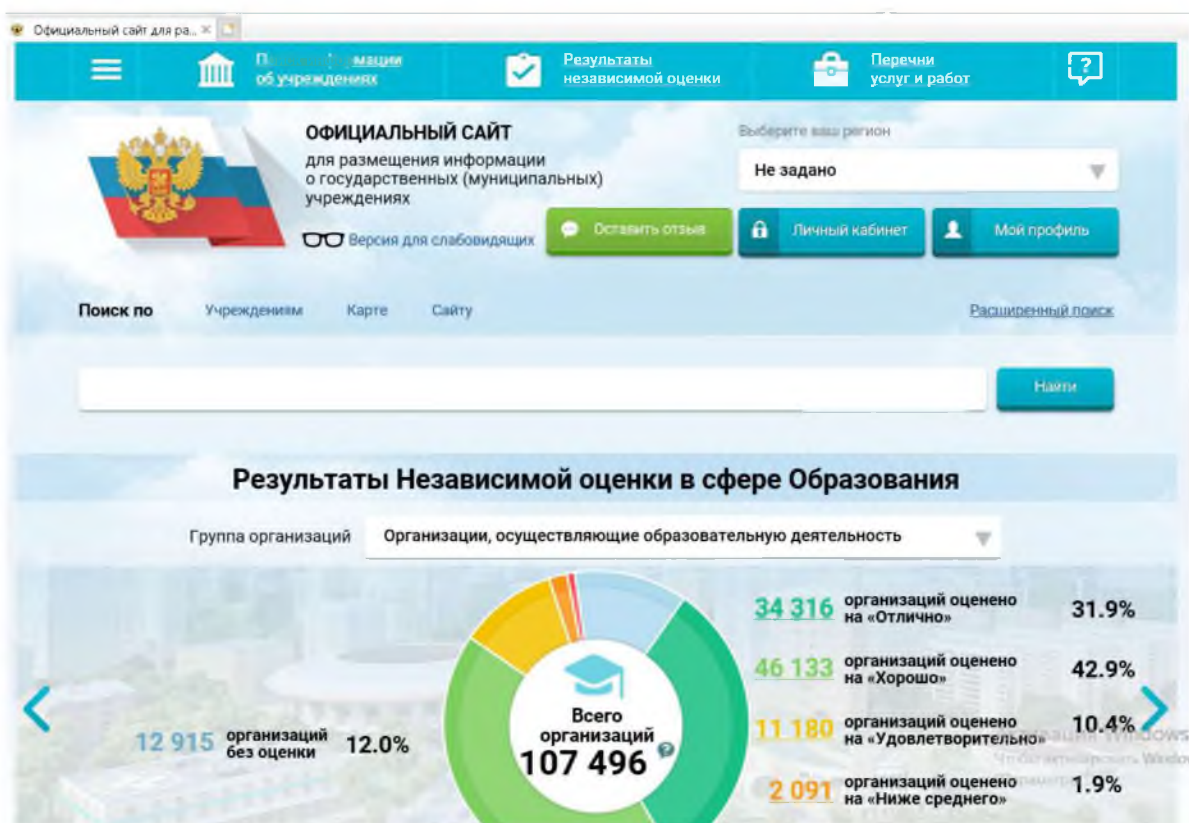 Официальный сайт для ра...
мации
об учреждениях
Результаты
независимой оценки
Перечни
услуг и работ
?
ОФИЦИАЛЬНЫЙ САЙТ
для размещения информации
о государственных (муниципальных)
учреждениях
Версия для слабовидящих
Выберите ваш регион
Не задано
Оставить отзыв
Личный кабинет
Мой профиль
Поиск по
Учреждениям
Карте
Сайту
Расширенный поиск
Найти
Результаты Независимой оценки в сфере Образования
Группа организаций
Организации, осуществляющие образовательную деятельность
12 915 организаций
без оценки 12.0%
Всего
организаций
107 496
?
34 316 организаций оценено
на «Отлично» 31.9%
46 133 организаций оценено
на «Хорошо» 42.9%
11 180 организаций оценено
на «Удовлетворительно» 10.4%
Windows
2 091 организаций оценено
на «Ниже среднего» 1.9%